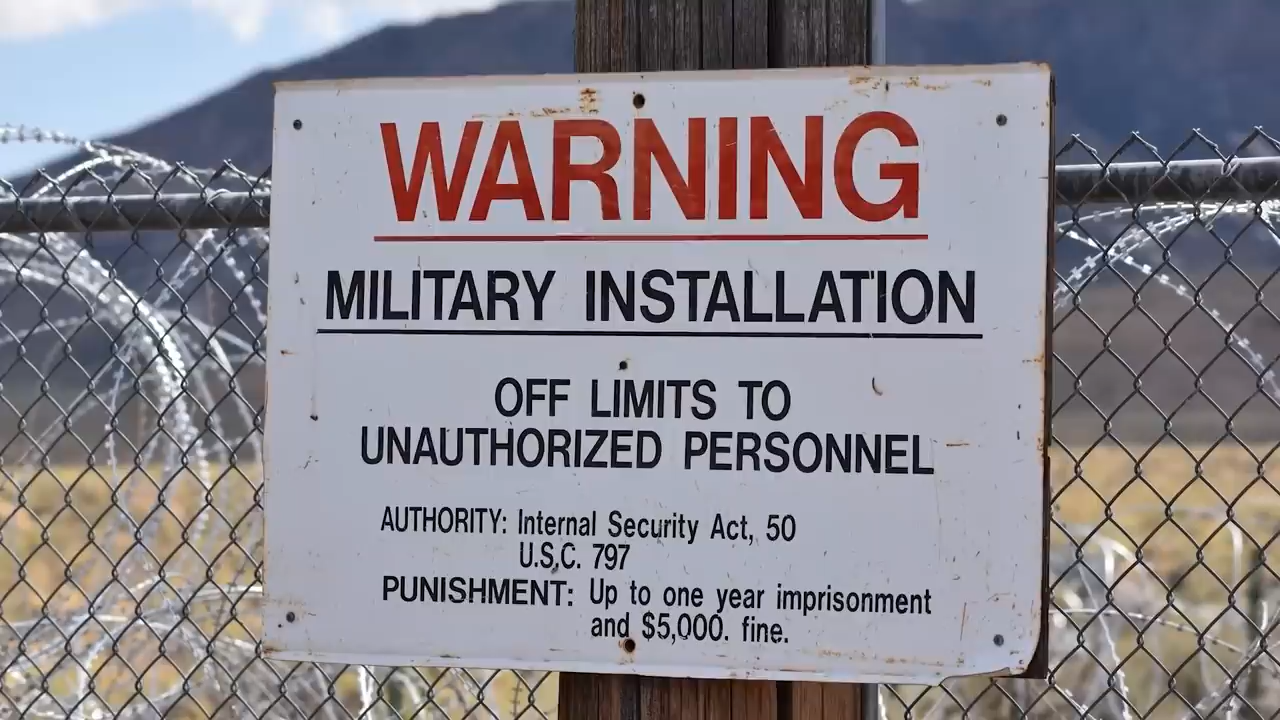 WARNING
MILITARY INSTALLATION
OFF LIMITS TO
UNAUTHORIZED PERSONNEL
AUTHORITY: Internal Security Act, 50
U.S.C. 797
PUNISHMENT: Up to one year imprisonment
and $5,000. fine.